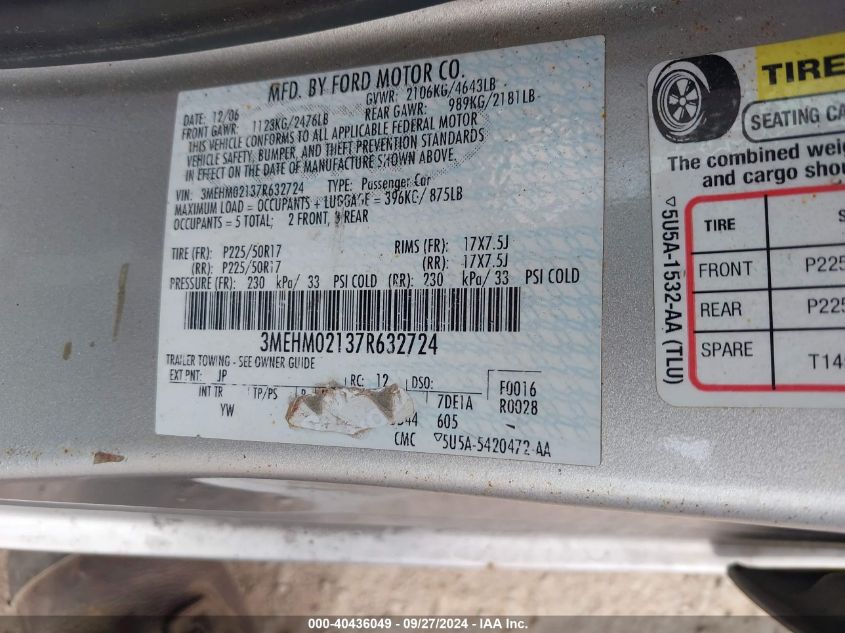 MFD. BY FORD MOTOR CO.
DATE: 12/06
GVWR: 2106KG/4643LB
FRONT GAWR: 1123KG/2476LB
REAR GAWR: 989KG/2181LB
THIS VEHICLE CONFORMS TO ALL APPLICABLE FEDERAL MOTOR
VEHICLE SAFETY, BUMPER, AND THEFT PREVENTION STANDARDS
IN EFFECT ON THE DATE OF MANUFACTURE SHOWN ABOVE.
VIN: 3MEHM02137R632724 TYPE: Passenger Car
MAXIMUM LOAD = OCCUPANTS + LUGGAGE = 396KG/ 875LB
OCCUPANTS = 5 TOTAL; 2 FRONT, 3 REAR
TIRE (FR): P225/50R17 RIMS (FR): 17X7.5J
(RR): P225/50R17 (RR): 17X7.5J
PRESSURE (FR): 230 kPa/ 33 PSI COLD (RR): 230 kPa/ 33 PSI COLD
3MEHM02137R632724
TRAILER TOWING - SEE OWNER GUIDE
EXT PNT: JP RC: 12 DSO: F0016
INT TR TP/PS 7DE1A R0028
YW 605
CMC ▽5U5A-5420472-AA
TIRE
SEATING CA
The combined weig
and cargo shou
TIRE S
FRONT P225
REAR P225
SPARE T14
▽5U5A-1532-AA (TLU)
000-40436049 - 09/27/2024 - IAA Inc.